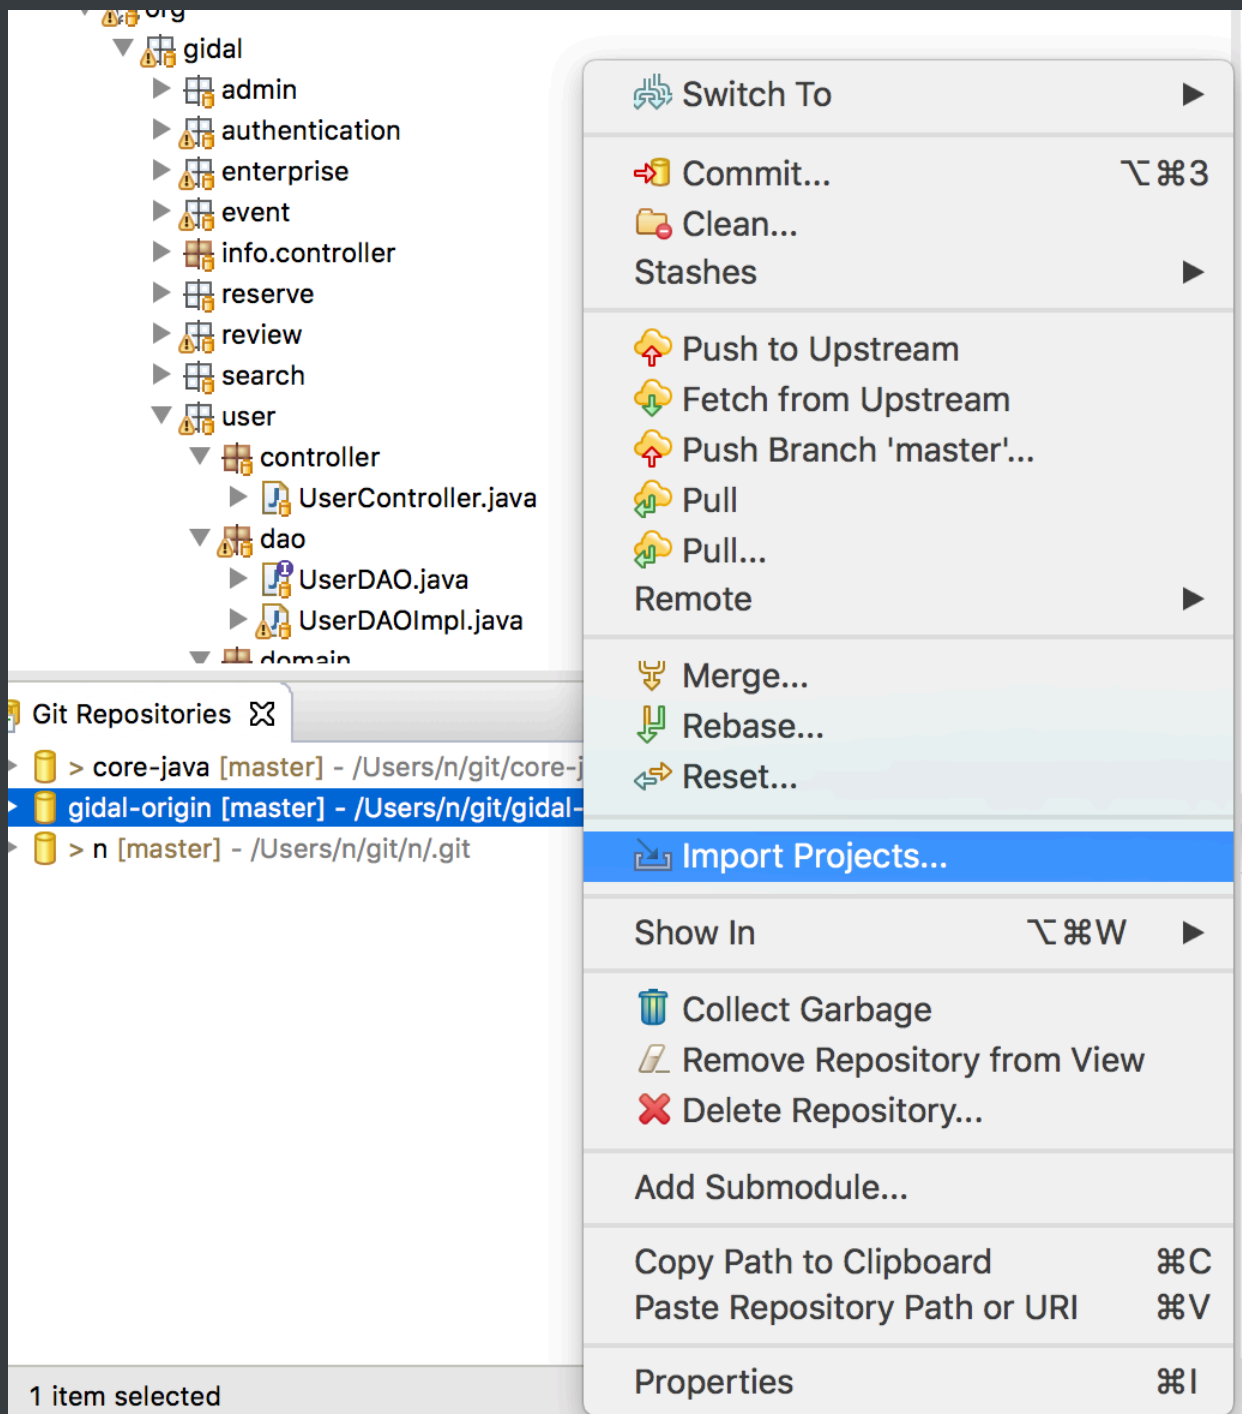 org
gidal
admin
authentication
enterprise
event
info.controller
reserve
review
search
user
controller
UserController.java
dao
UserDAO.java
UserDAOImpl.java
domain
Git Repositories
> core-java [master] - /Users/n/git/core-j
gidal-origin [master] - /Users/n/git/gidal-
> n [master] - /Users/n/git/n/.git
1 item selected
Switch To
Commit... ⌥⌘3
Clean...
Stashes
Push to Upstream
Fetch from Upstream
Push Branch 'master'...
Pull
Pull...
Remote
Merge...
Rebase...
Reset...
Import Projects...
Show In ⌥⌘W
Collect Garbage
Remove Repository from View
Delete Repository...
Add Submodule...
Copy Path to Clipboard ⌘C
Paste Repository Path or URI ⌘V
Properties ⌘I